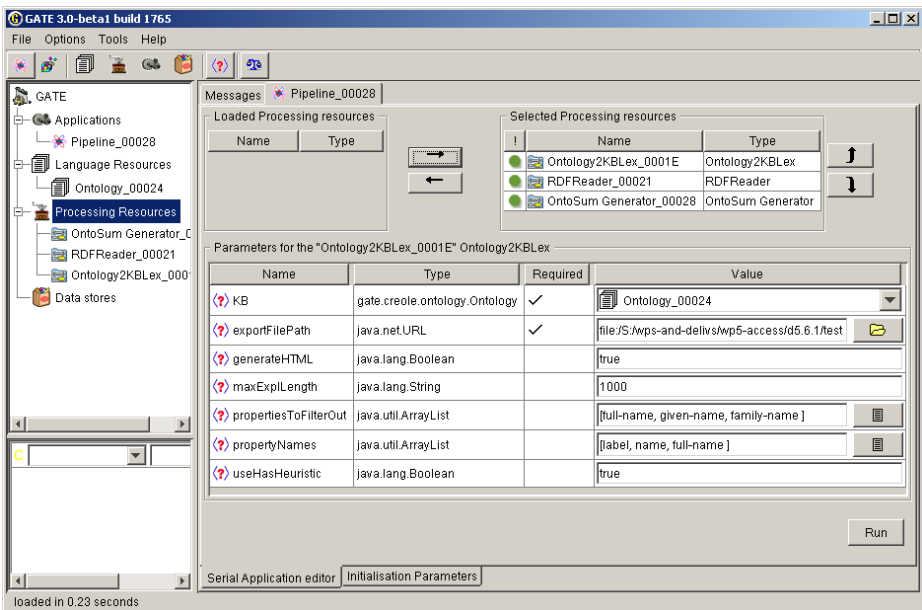 GATE 3.0-beta1 build 1765
File Options Tools Help
GATE
Applications
Pipeline_00028
Language Resources
Ontology_00024
Processing Resources
OntoSum Generator_0
RDFReader_00021
Ontology2KBLex_000
Data stores
C
loaded in 0.23 seconds
Messages Pipeline_00028
Loaded Processing resources
Name Type
Selected Processing resources
! Name Type
Ontology2KBLex_0001E Ontology2KBLex
RDFReader_00021 RDFReader
OntoSum Generator_00028 OntoSum Generator
Parameters for the "Ontology2KBLex_0001E" Ontology2KBLex
Name Type Required Value
<?> KB gate.creole.ontology.Ontology ✓ Ontology_00024
<?> exportFilePath java.net.URL ✓ file:/S:/wps-and-delivs/wp5-access/d5.6.1/test
<?> generateHTML java.lang.Boolean true
<?> maxExplLength java.lang.String 1000
<?> propertiesToFilterOut java.util.ArrayList [full-name, given-name, family-name ]
<?> propertyNames java.util.ArrayList [label, name, full-name ]
<?> useHasHeuristic java.lang.Boolean true
Run
Serial Application editor Initialisation Parameters